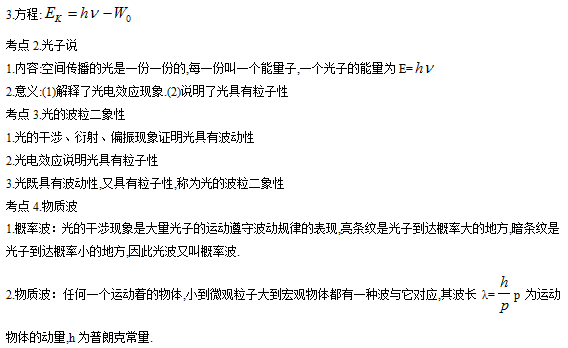 3.方程: E_K = hν − W_0
考点 2.光子说
1.内容:空间传播的光是一份一份的,每一份叫一个能量子,一个光子的能量为 E=hν
2.意义:(1)解释了光电效应现象.(2)说明了光具有粒子性
考点 3.光的波粒二象性
1.光的干涉、衍射、偏振现象证明光具有波动性
2.光电效应说明光具有粒子性
3.光既具有波动性,又具有粒子性,称为光的波粒二象性
考点 4.物质波
1.概率波：光的干涉现象是大量光子的运动遵守波动规律的表现,亮条纹是光子到达概率大的地方,暗条纹是
光子到达概率小的地方,因此光波又叫概率波.
2.物质波：任何一个运动着的物体,小到微观粒子大到宏观物体都有一种波与它对应,其波长 λ=h/p p 为运动
物体的动量,h 为普朗克常量.